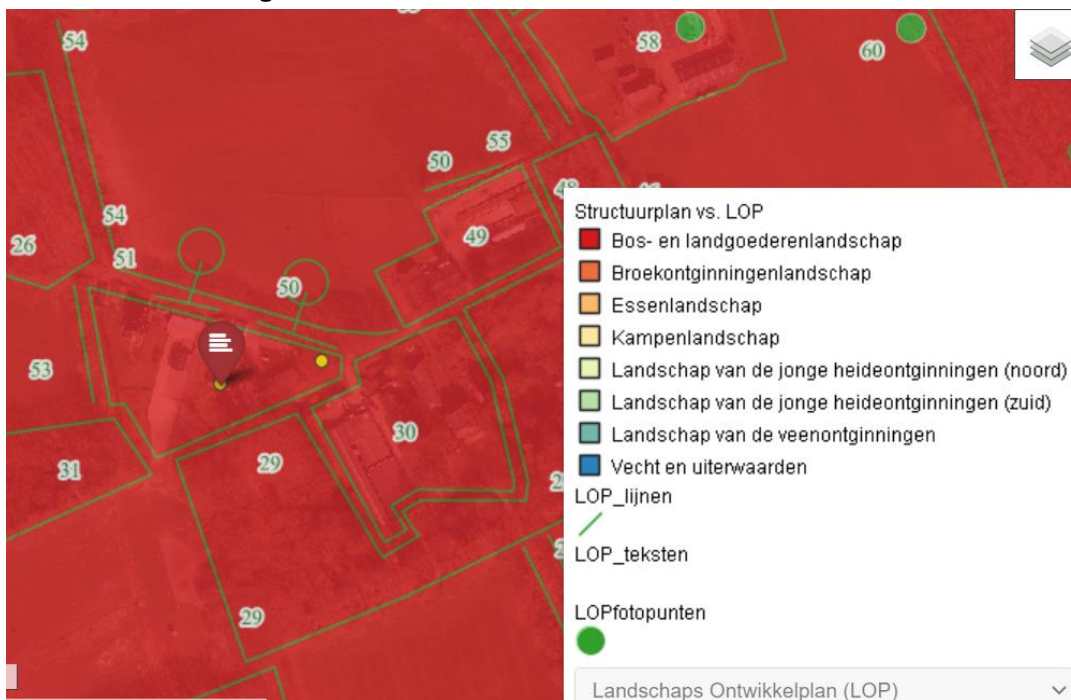 54
58
60
55
50
54
26
51
49
50
53
30
31
29
29
Structuurplan vs. LOP
Bos- en landgoederenlandschap
Broekontginningenlandschap
Essenlandschap
Kampenlandschap
Landschap van de jonge heideontginningen (noord)
Landschap van de jonge heideontginningen (zuid)
Landschap van de veenontginningen
Vecht en uiterwaarden
LOP_lijnen
LOP_teksten
LOPfotopunten
Landschaps Ontwikkelplan (LOP)